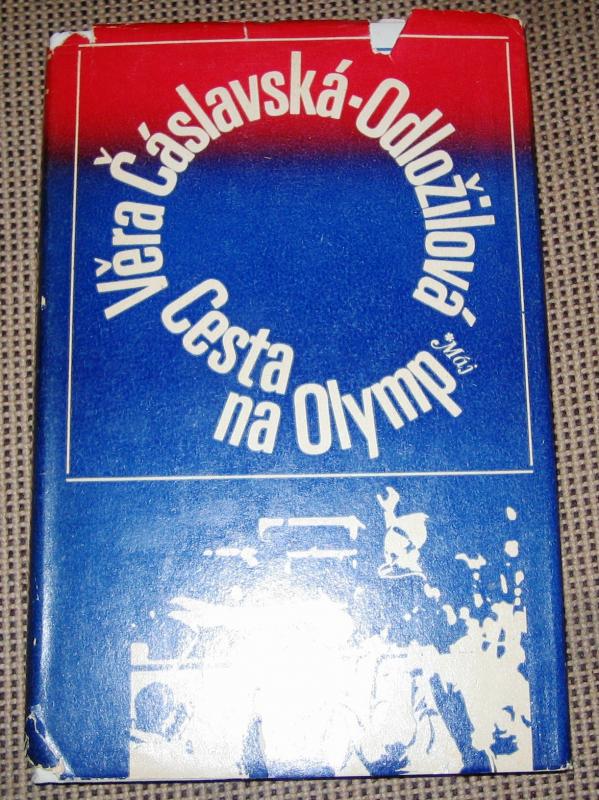 Věra Čáslavská-Odložilová
Cesta
na Olymp
*Máj